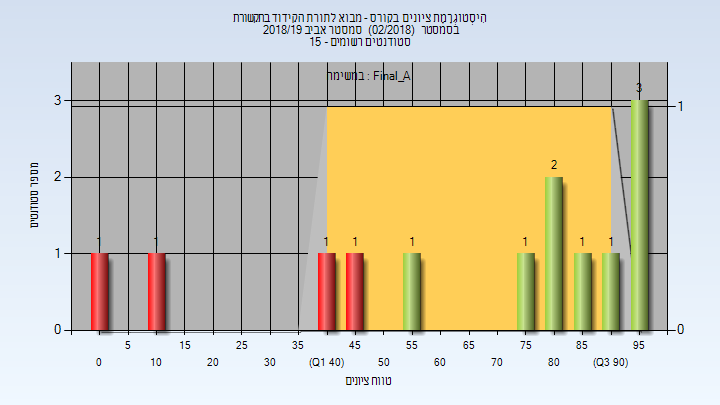 היסטוגרמת ציונים בקורס - מבוא לתורת הקידוד בתקשורת
בסמסטר (02/2018) סמסטר אביב 2018/19
סטודנטים רשומים - 15
במשימה : Final_A
מספר סטודנטים
3
2
1
0
1
0
1 1 1 1 1 1 2 1 1 3
5 15 25 35 45 55 65 75 85 95
0 10 20 30 (Q1 40) 50 60 70 80 (Q3 90)
טווח ציונים